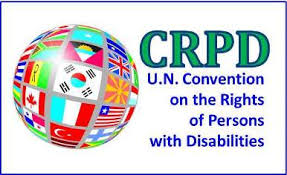 CRPD
U.N. Convention
on the Rights
of Persons
with Disabilities